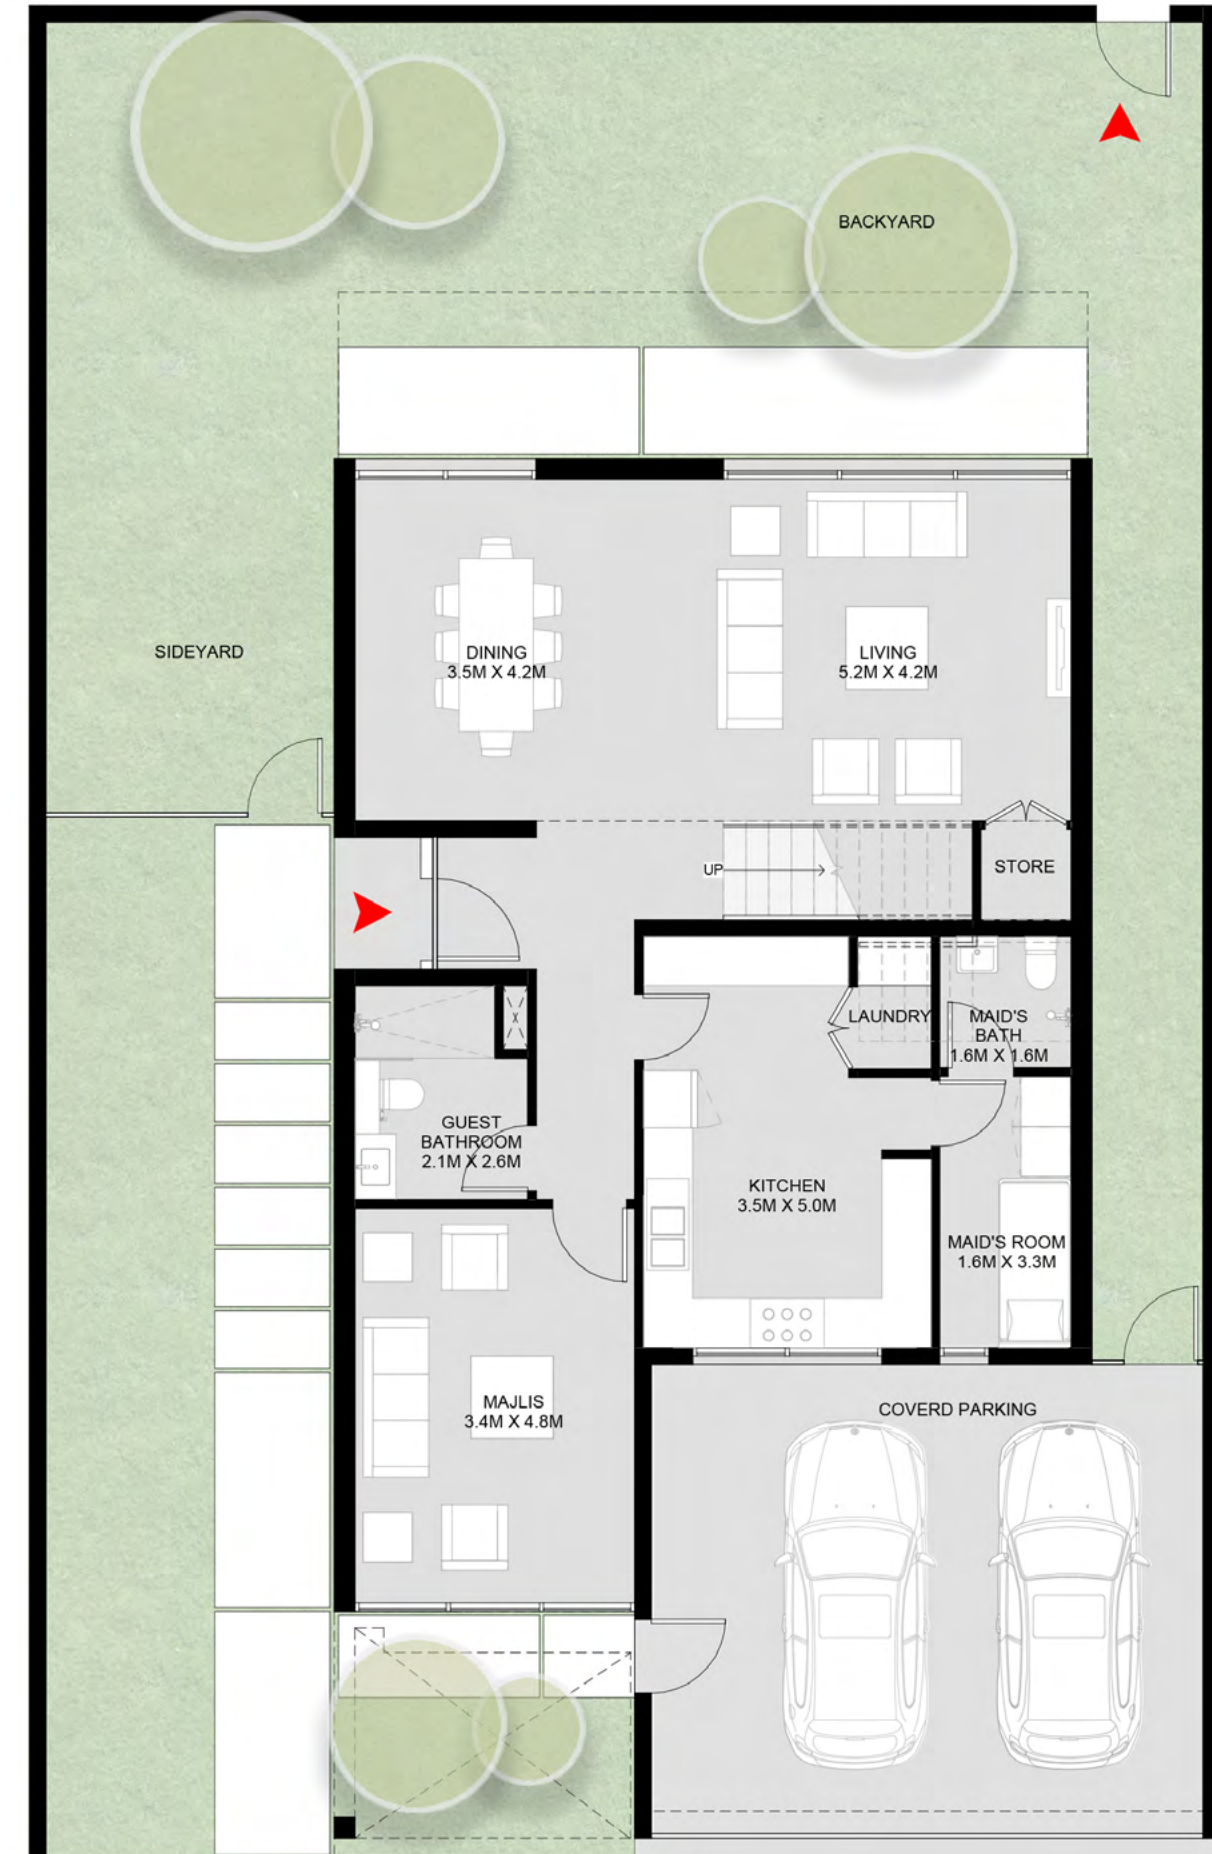 BACKYARD
SIDEYARD
DINING
3.5M X 4.2M
LIVING
5.2M X 4.2M
UP
STORE
LAUNDRY
MAID'S
BATH
1.6M X 1.6M
GUEST
BATHROOM
2.1M X 2.6M
KITCHEN
3.5M X 5.0M
MAID'S ROOM
1.6M X 3.3M
MAJLIS
3.4M X 4.8M
COVERD PARKING